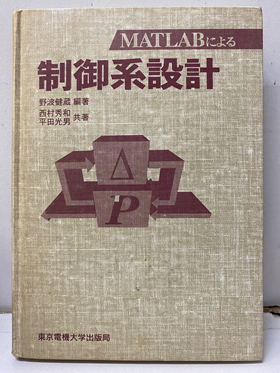 MATLABによる
制御系設計
野波健蔵 編著
西村秀和
平田光男 共著
Δ
P
東京電機大学出版局